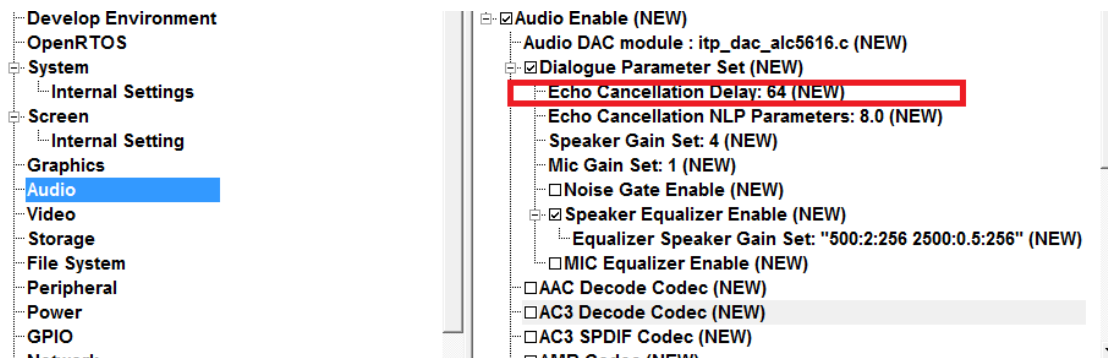 Develop Environment
OpenRTOS
System
Internal Settings
Screen
Internal Setting
Graphics
Audio
Video
Storage
File System
Peripheral
Power
GPIO
Network
Audio Enable (NEW)
Audio DAC module : itp_dac_alc5616.c (NEW)
Dialogue Parameter Set (NEW)
Echo Cancellation Delay: 64 (NEW)
Echo Cancellation NLP Parameters: 8.0 (NEW)
Speaker Gain Set: 4 (NEW)
Mic Gain Set: 1 (NEW)
Noise Gate Enable (NEW)
Speaker Equalizer Enable (NEW)
Equalizer Speaker Gain Set: "500:2:256 2500:0.5:256" (NEW)
MIC Equalizer Enable (NEW)
AAC Decode Codec (NEW)
AC3 Decode Codec (NEW)
AC3 SPDIF Codec (NEW)
AMR Codec (NEW)